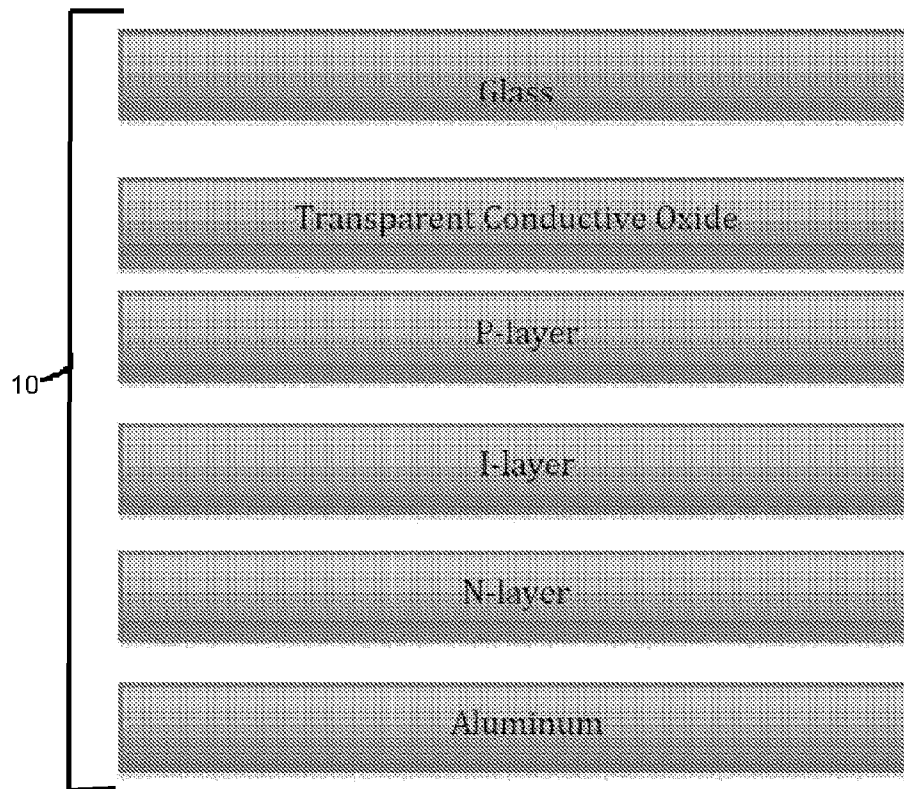 Glass
Transparent Conductive Oxide
P-layer
10
I-layer
N-layer
Aluminum